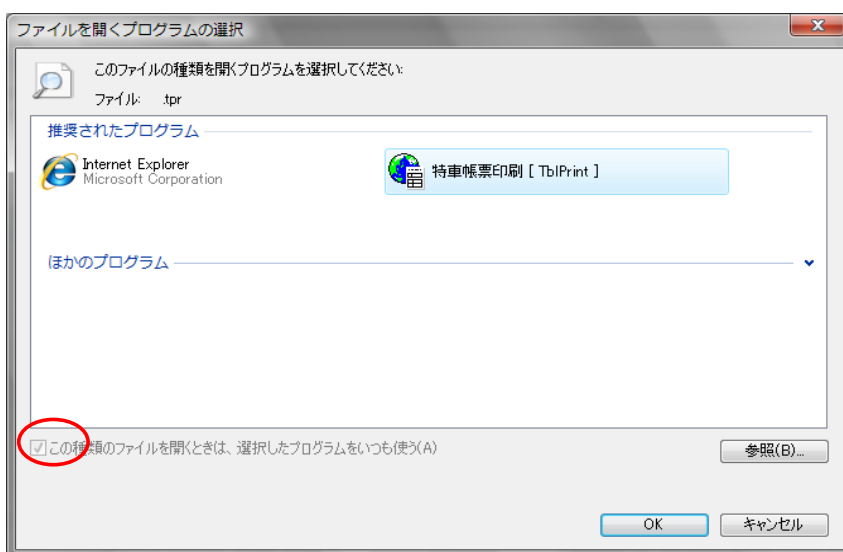 ファイルを開くプログラムの選択
このファイルの種類を開くプログラムを選択してください:
ファイル: .tpr
推奨されたプログラム
Internet Explorer
Microsoft Corporation
特車帳票印刷 [ TblPrint ]
ほかのプログラム
この種類のファイルを開くときは、選択したプログラムをいつも使う(A)
参照(B)...
OK
キャンセル